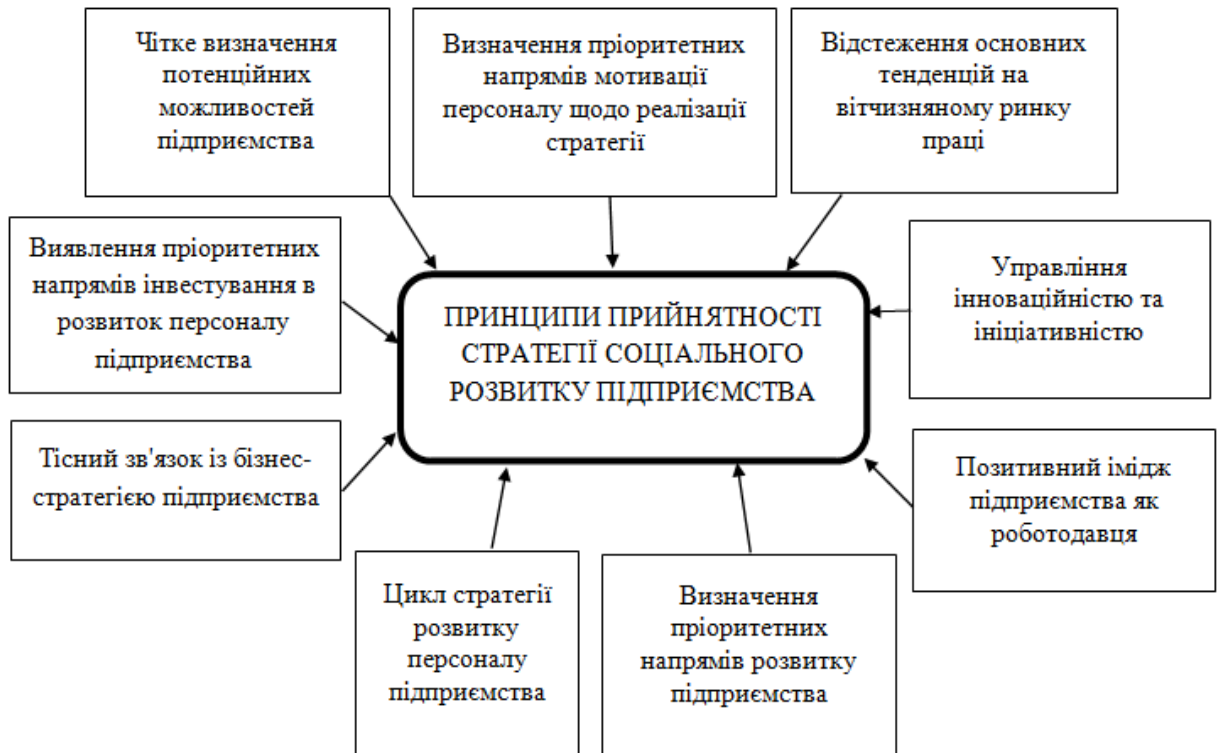 Чітке визначення
потенційних
можливостей
підприємства
Визначення пріоритетних
напрямів мотивації
персоналу щодо реалізації
стратегії
Відстеження основних
тенденцій на
вітчизняному ринку
праці
Виявлення пріоритетних
напрямів інвестування в
розвиток персоналу
підприємства
ПРИНЦИПИ ПРИЙНЯТНОСТІ
СТРАТЕГІЇ СОЦІАЛЬНОГО
РОЗВИТКУ ПІДПРИЄМСТВА
Управління
інноваційністю та
ініціативністю
Тісний зв'язок із бізнес-
стратегією підприємства
Позитивний імідж
підприємства як
роботодавця
Цикл стратегії
розвитку
персоналу
підприємства
Визначення
пріоритетних
напрямів розвитку
підприємства